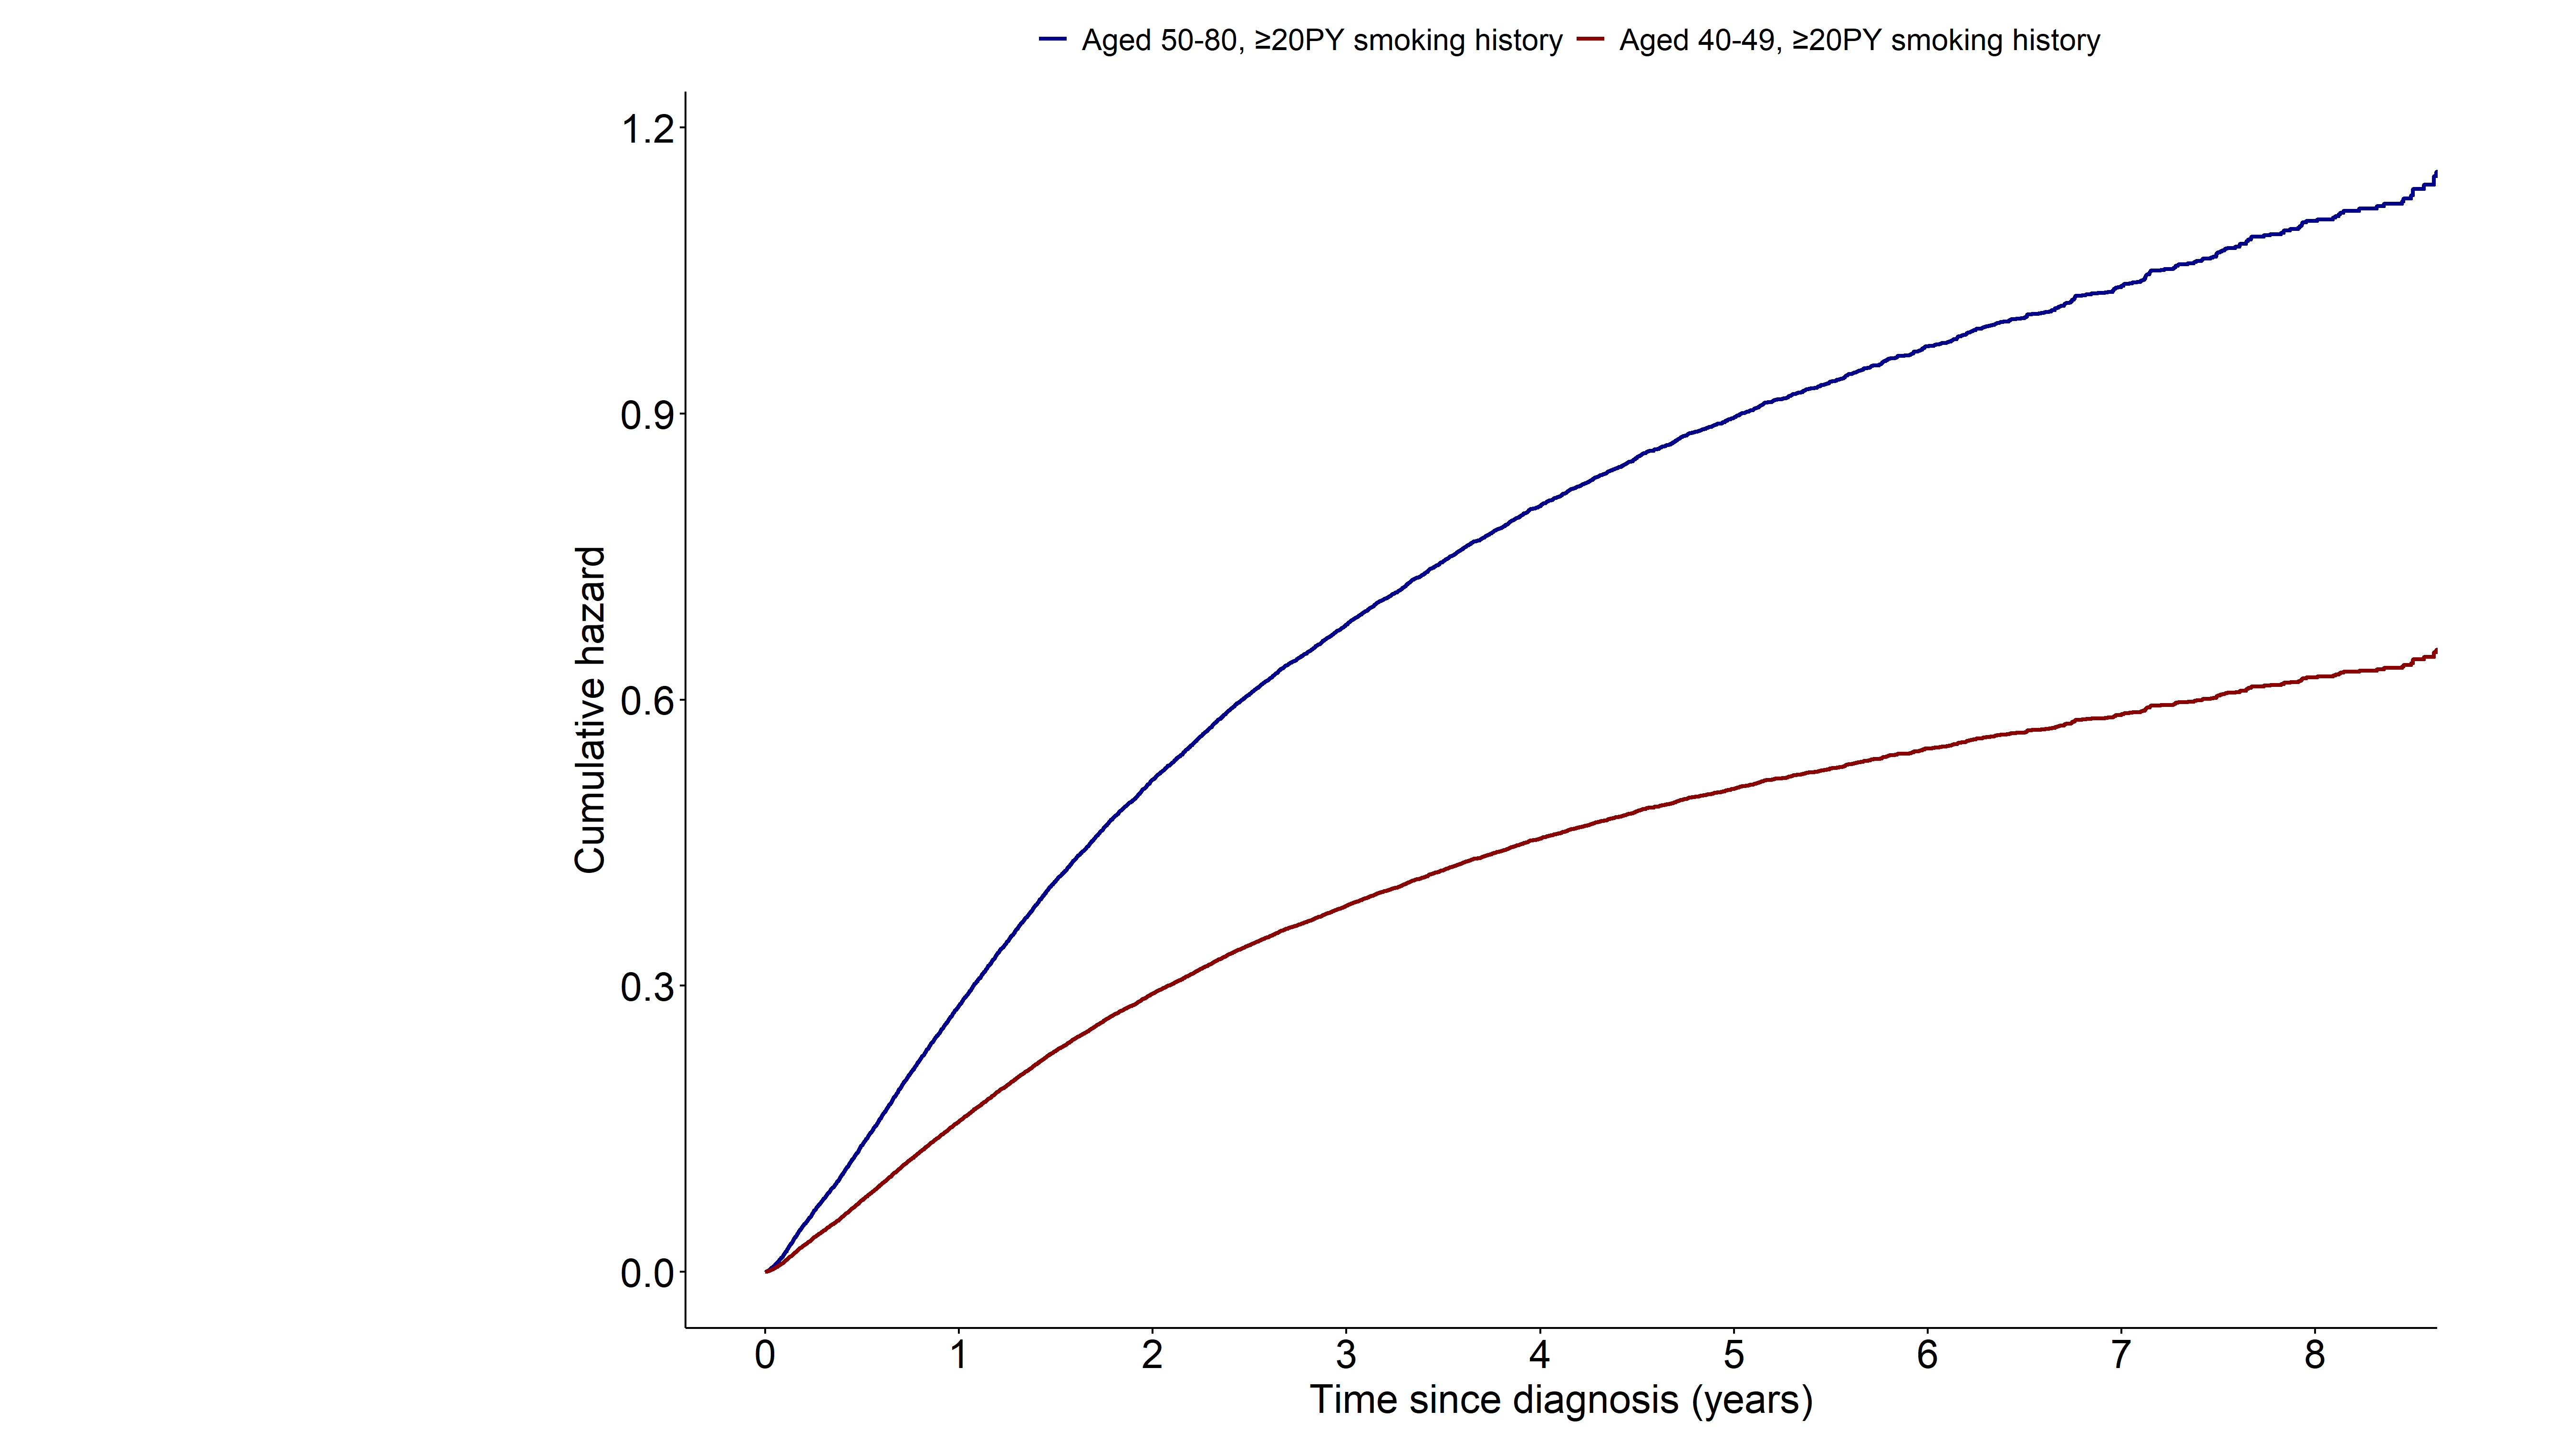 Aged 50-80, ≥20PY smoking history Aged 40-49, ≥20PY smoking history
1.2
0.9
0.6
0.3
0.0
Cumulative hazard
0 1 2 3 4 5 6 7 8
Time since diagnosis (years)